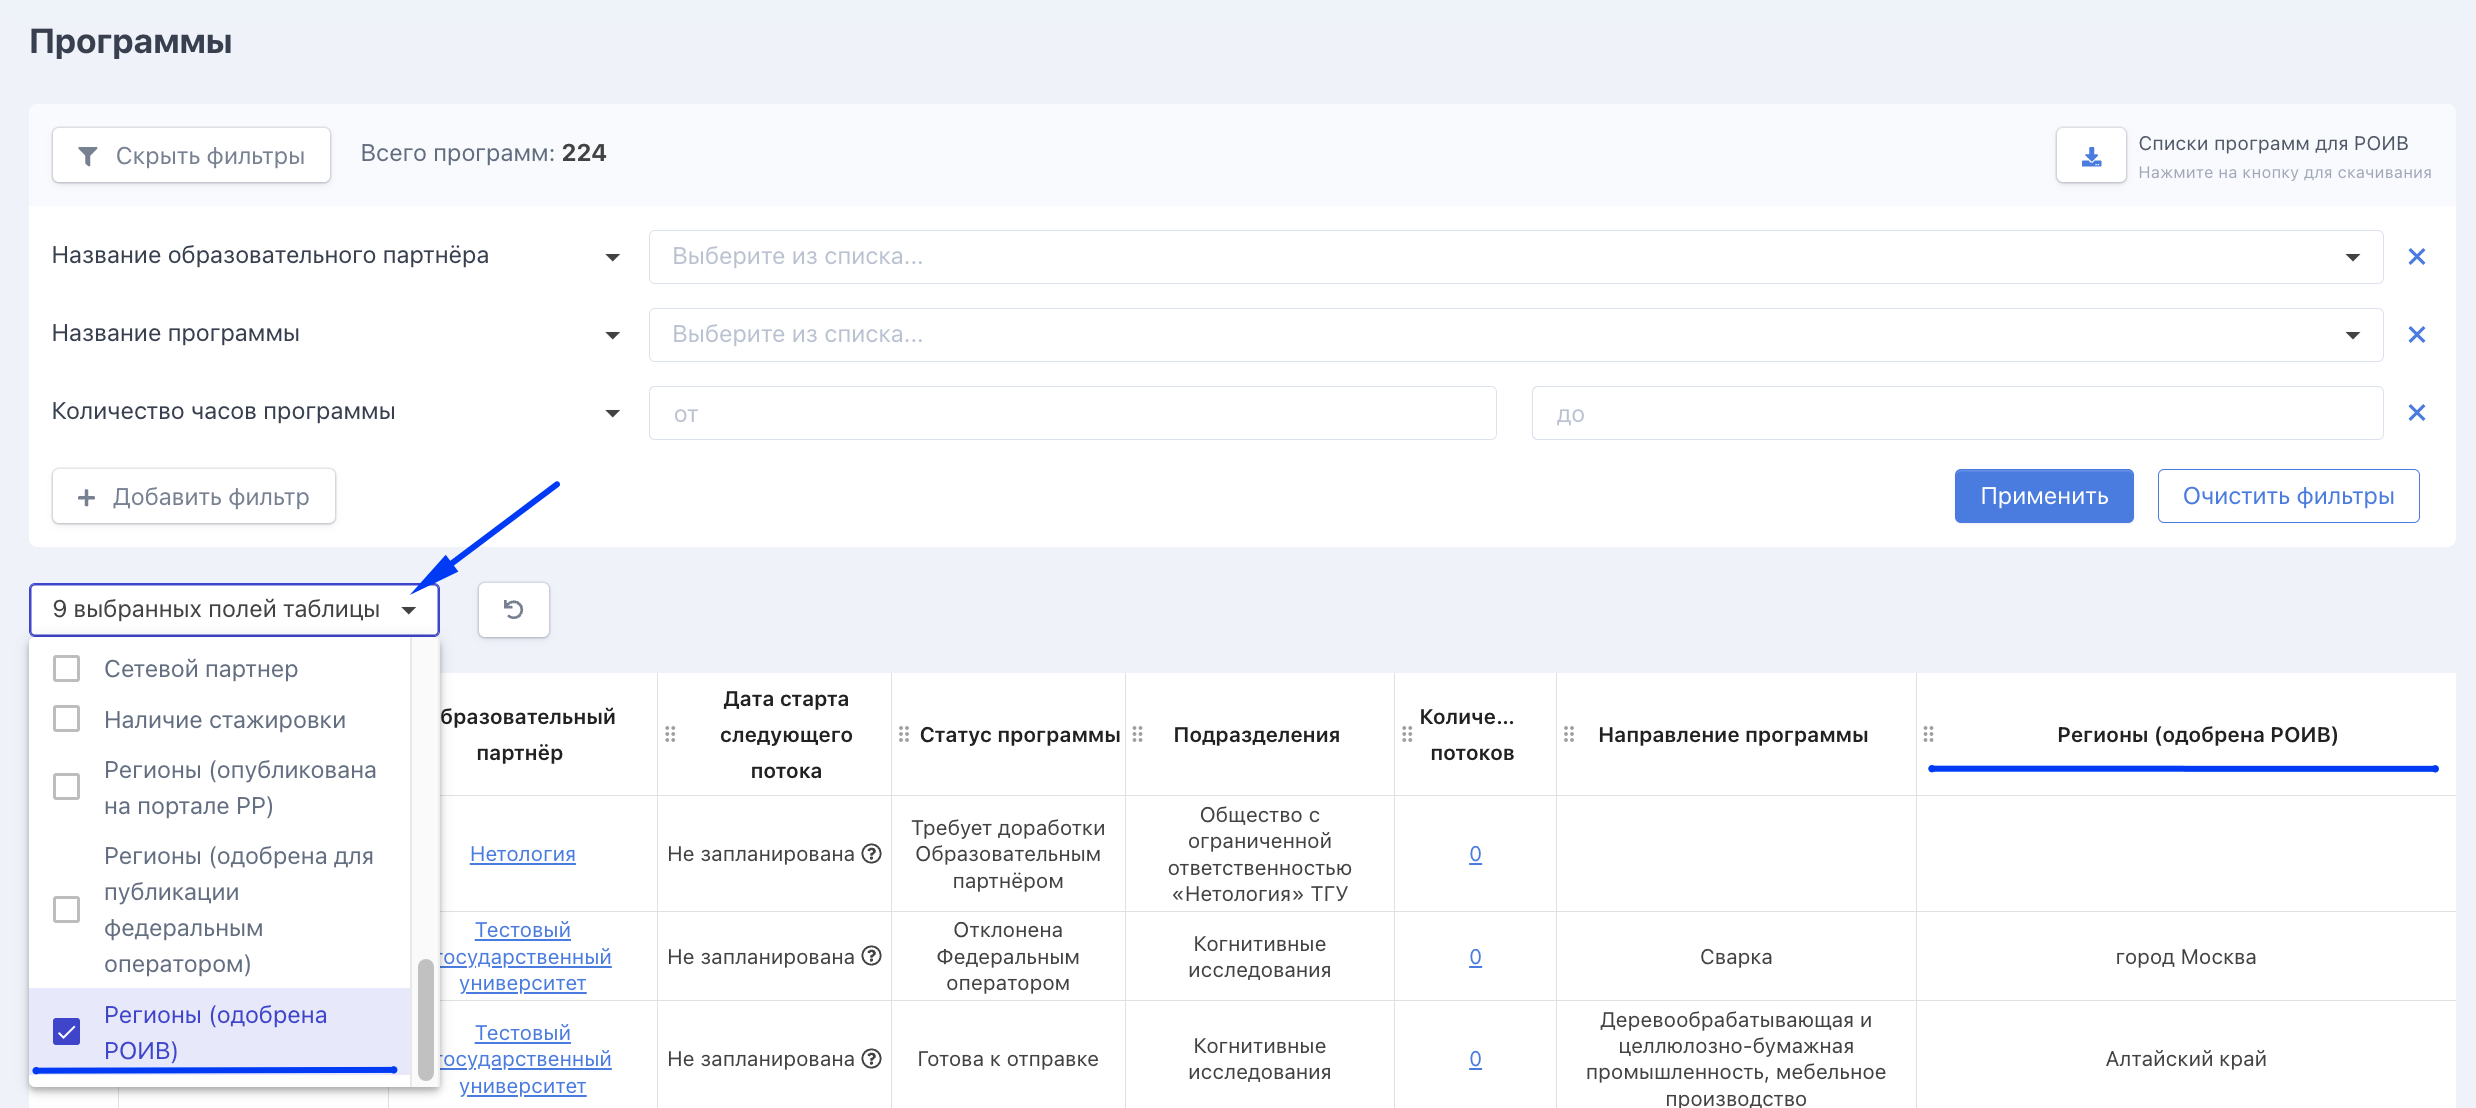 Программы
Скрыть фильтры
Всего программ: 224
Списки программ для РОИВ
Нажмите на кнопку для скачивания
Название образовательного партнёра
Выберите из списка...
Название программы
Выберите из списка...
Количество часов программы
от
до
Добавить фильтр
Применить
Очистить фильтры
9 выбранных полей таблицы
Сетевой партнер
Наличие стажировки
Регионы (опубликована
на портале РР)
Регионы (одобрена для
публикации
федеральным
оператором)
Регионы (одобрена
РОИВ)
бразовательный
партнёр
Дата старта
следующего
потока
Статус программы
Подразделения
Количе...
потоков
Направление программы
Регионы (одобрена РОИВ)
Нетология
Не запланирована
Требует доработки
Образовательным
партнёром
Общество с
ограниченной
ответственностью
«Нетология» ТГУ
0
Тестовый
государственный
университет
Не запланирована
Отклонена
Федеральным
оператором
Когнитивные
исследования
0
Сварка
город Москва
Тестовый
государственный
университет
Не запланирована
Готова к отправке
Когнитивные
исследования
0
Деревообрабатывающая и
целлюлозно-бумажная
промышленность, мебельное
производство
Алтайский край